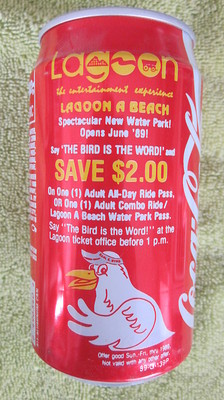 Lagoon
the entertainment experience
LAGOON A BEACH
Spectacular New Water Park!
Opens June '89!
Say 'THE BIRD IS THE WORD!' and
SAVE $2.00
On One (1) Adult All-Day Ride Pass,
OR One (1) Adult Combo Ride/
Lagoon A Beach Water Park Pass.
Say "The Bird is the Word!" at the
Lagoon ticket office before 1 p.m.
Offer good Sun.-Fri. thru 1989.
Not valid with any other offer.